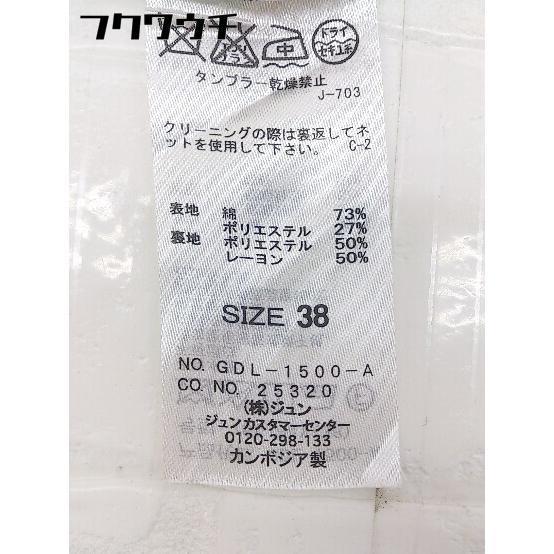 フクウウチ
中
ドライ
セキユ系
タンブラー乾燥禁止
J-703
クリーニングの際は裏返してネ
ットを使用して下さい。 C-2
表地 綿 73%
ポリエステル 27%
裏地 ポリエステル 50%
レーヨン 50%
SIZE 38
NO. GDL-1500-A
CO. NO. 25320
(株)ジュン
ジュンカスタマーセンター
0120-298-133
カンボジア製